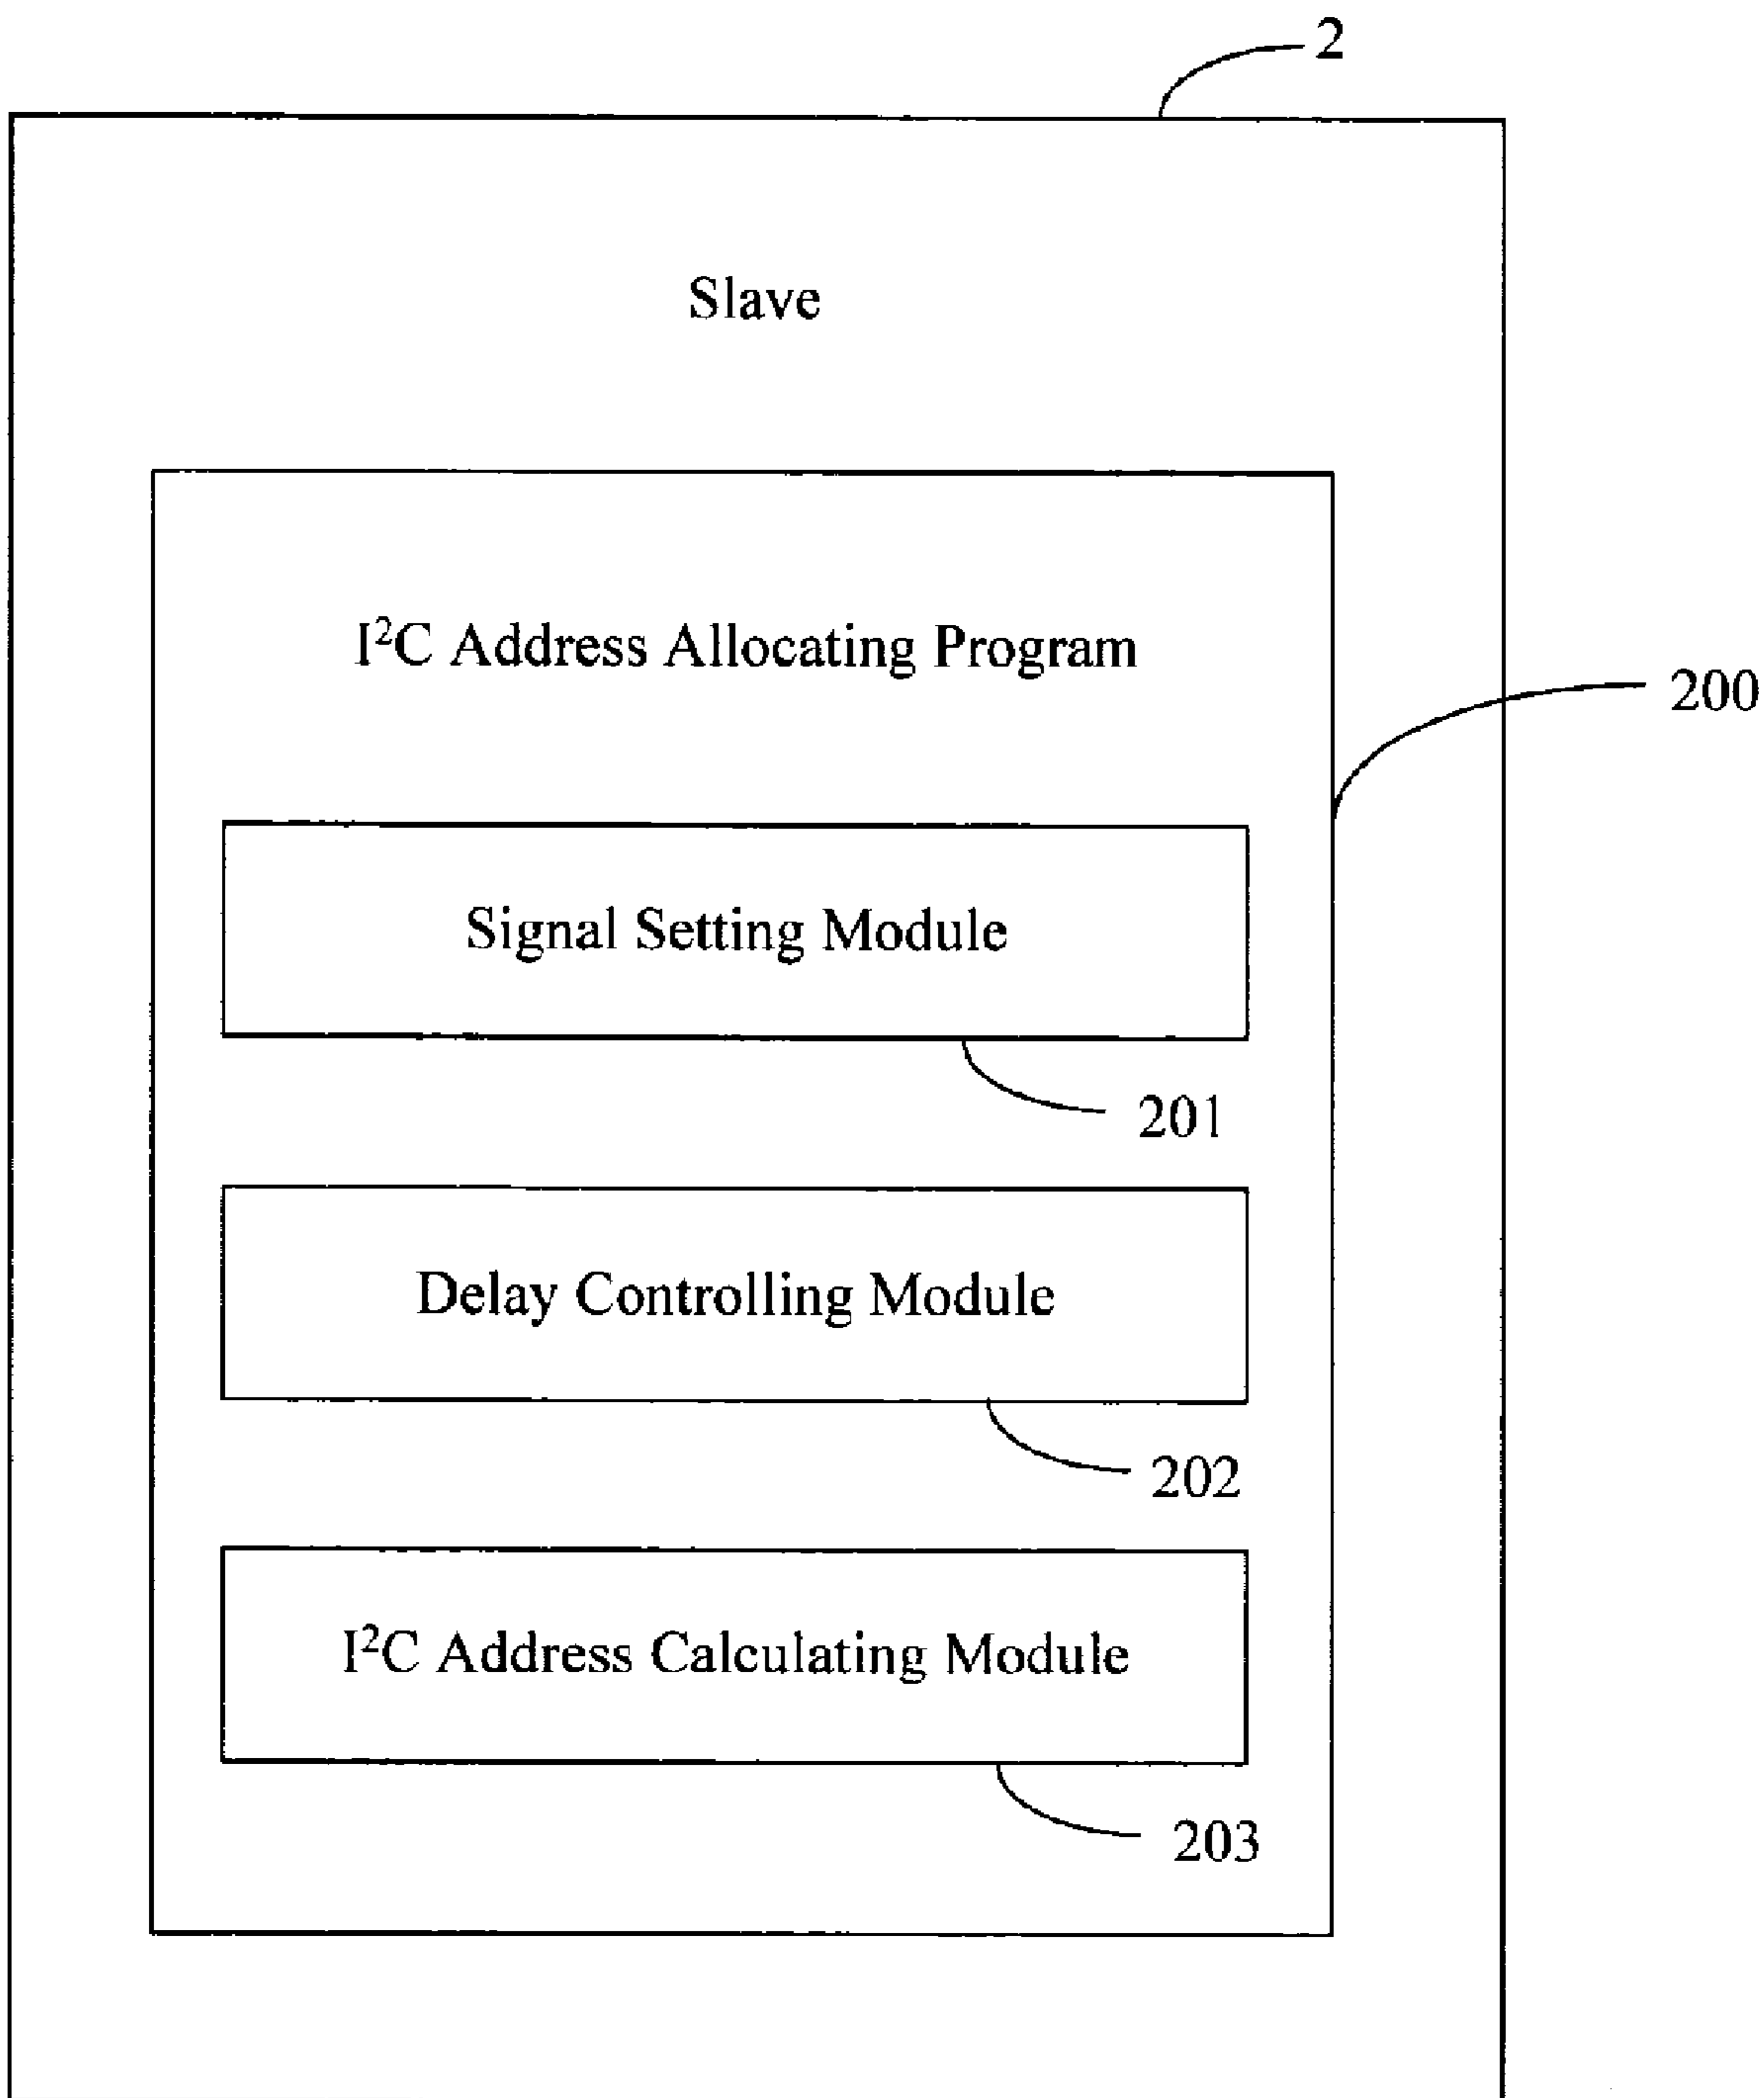 2
Slave
I²C Address Allocating Program
200
Signal Setting Module
201
Delay Controlling Module
202
I²C Address Calculating Module
203